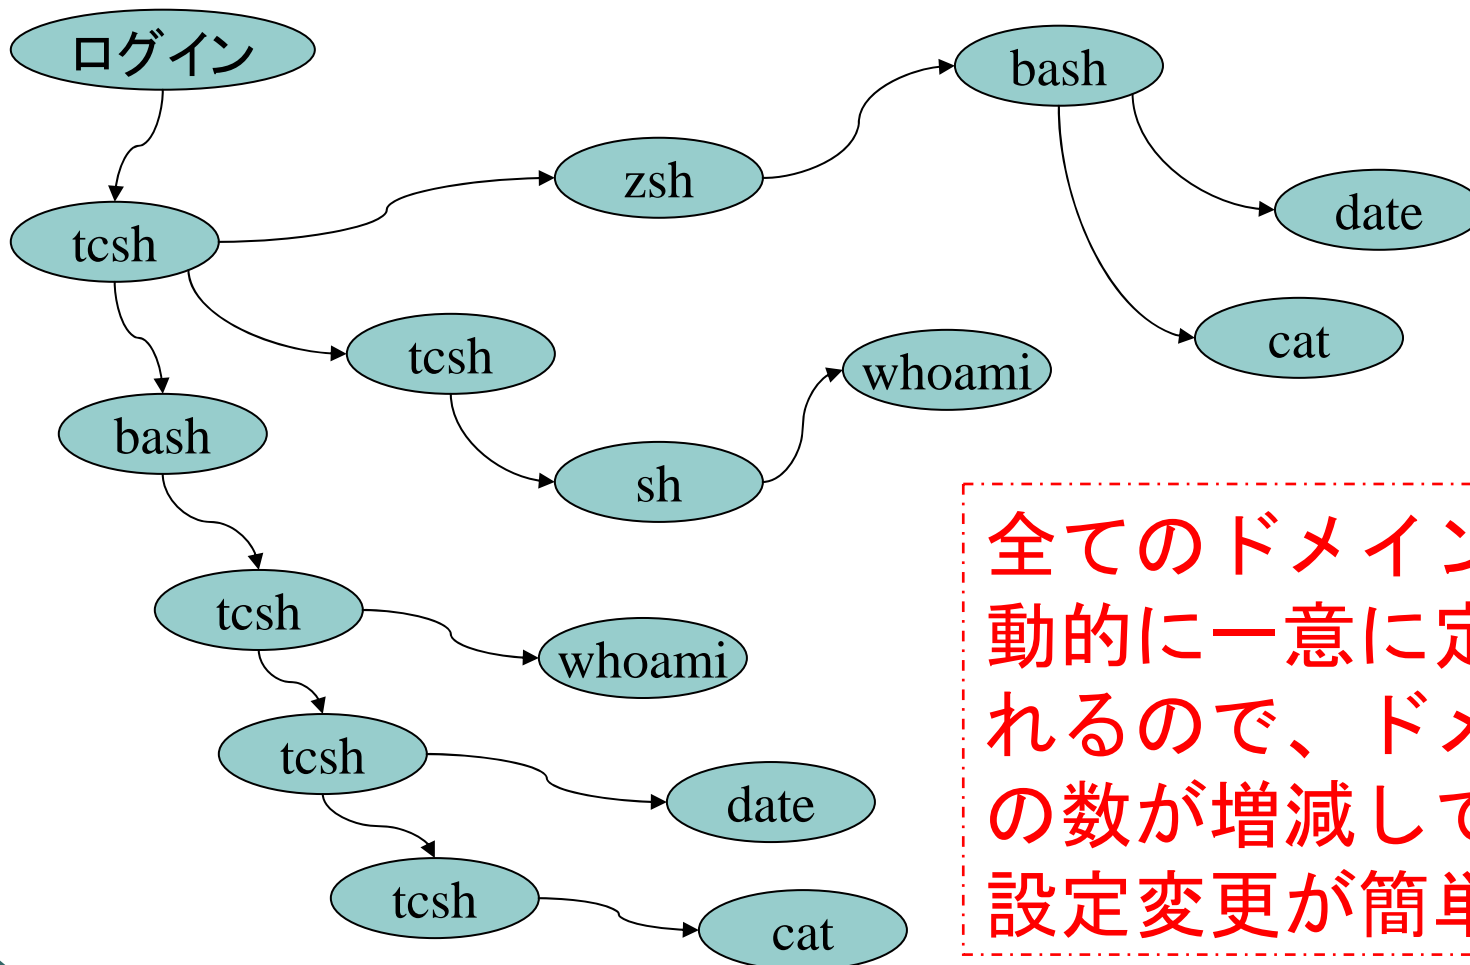 ログイン
bash
zsh
date
tcsh
tcsh
cat
whoami
bash
sh
tcsh
whoami
tcsh
date
tcsh
cat
全てのドメイン
動的に一意に定
れるので、ドメ
の数が増減して
設定変更が簡単